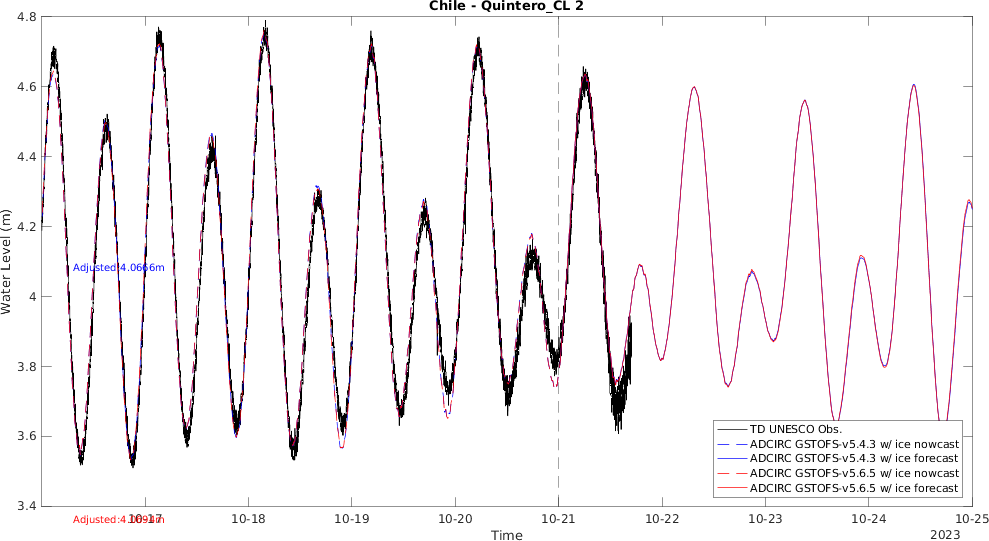 Chile - Quintero_CL 2
4.8
4.6
4.4
4.2
4
3.8
3.6
3.4
Water Level (m)
Adjusted:4.0666m
TD UNESCO Obs.
ADCIRC GSTOFS-v5.4.3 w/ ice nowcast
ADCIRC GSTOFS-v5.4.3 w/ ice forecast
ADCIRC GSTOFS-v5.6.5 w/ ice nowcast
ADCIRC GSTOFS-v5.6.5 w/ ice forecast
10-17 10-18 10-19 10-20 10-21 10-22 10-23 10-24 10-25
Time
2023